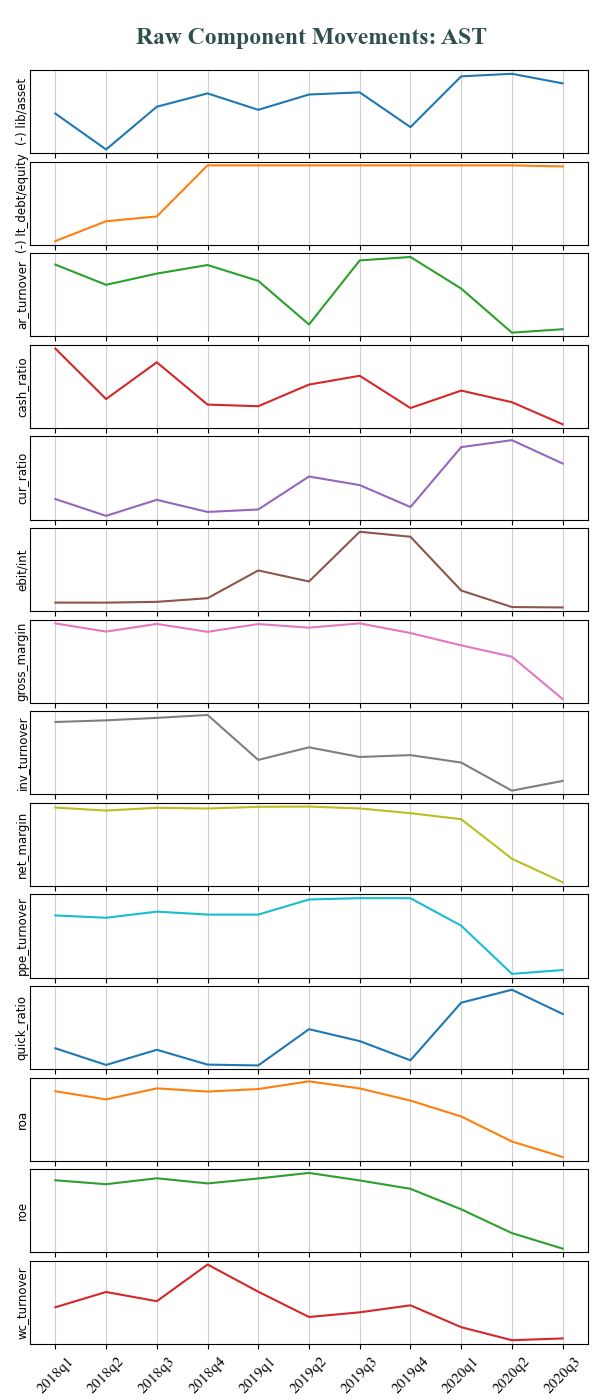 Raw Component Movements: AST
(-) lib/asset
(-) lt_debt/equity
ar_turnover
cash_ratio
cur_ratio
ebit/int
gross_margin
inv_turnover
net_margin
ppe_turnover
quick_ratio
roa
roe
wc_turnover
2018q1 2018q2 2018q3 2018q4 2019q1 2019q2 2019q3 2019q4 2020q1 2020q2 2020q3